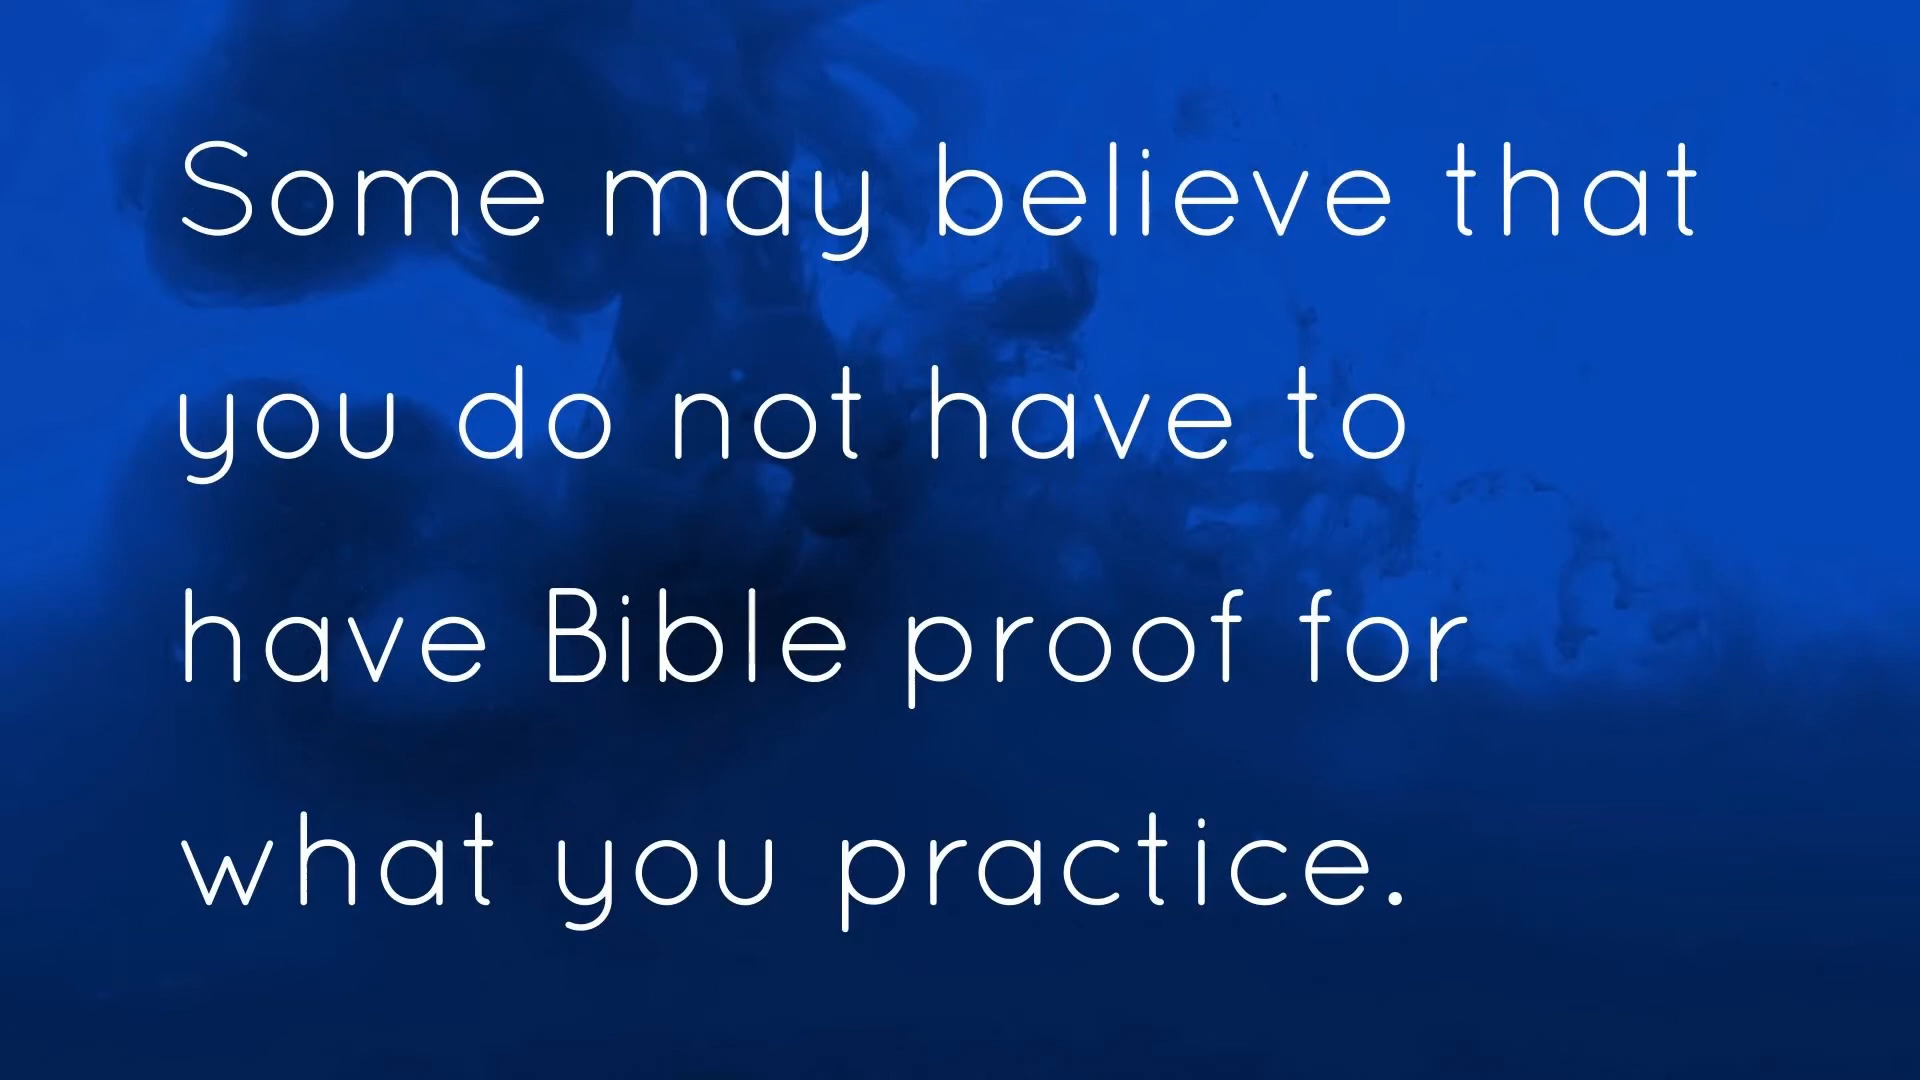 Some may believe that
you do not have to
have Bible proof for
what you practice.